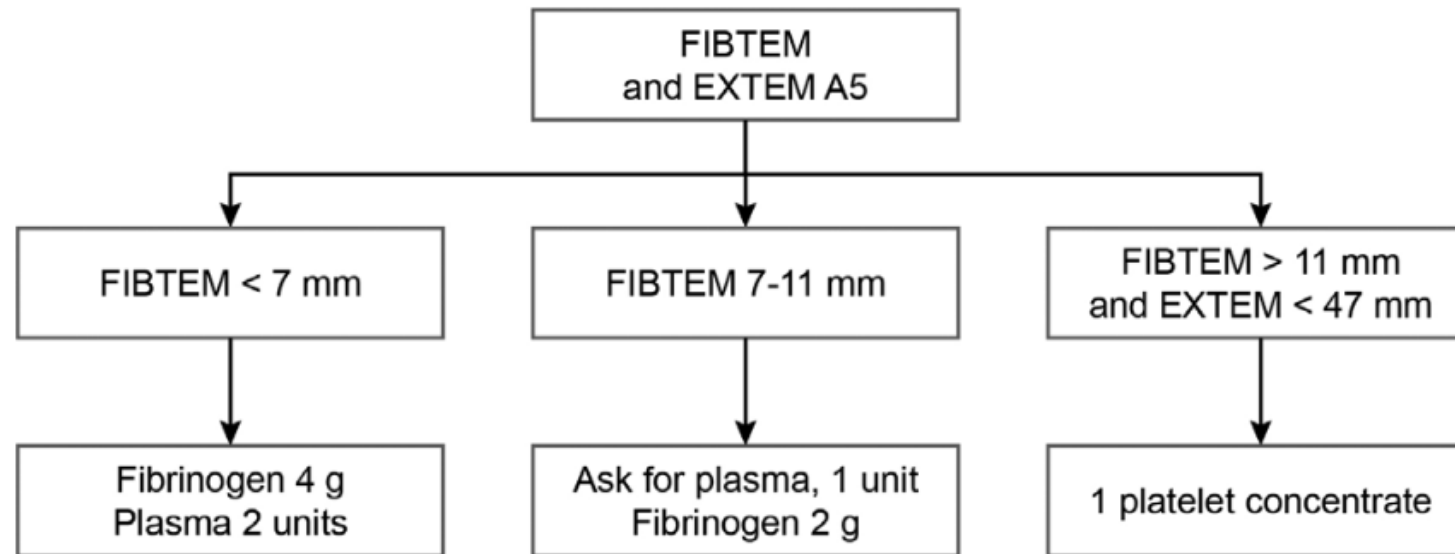 FIBTEM
and EXTEM A5
FIBTEM < 7 mm
FIBTEM 7-11 mm
FIBTEM > 11 mm
and EXTEM < 47 mm
Fibrinogen 4 g
Plasma 2 units
Ask for plasma, 1 unit
Fibrinogen 2 g
1 platelet concentrate